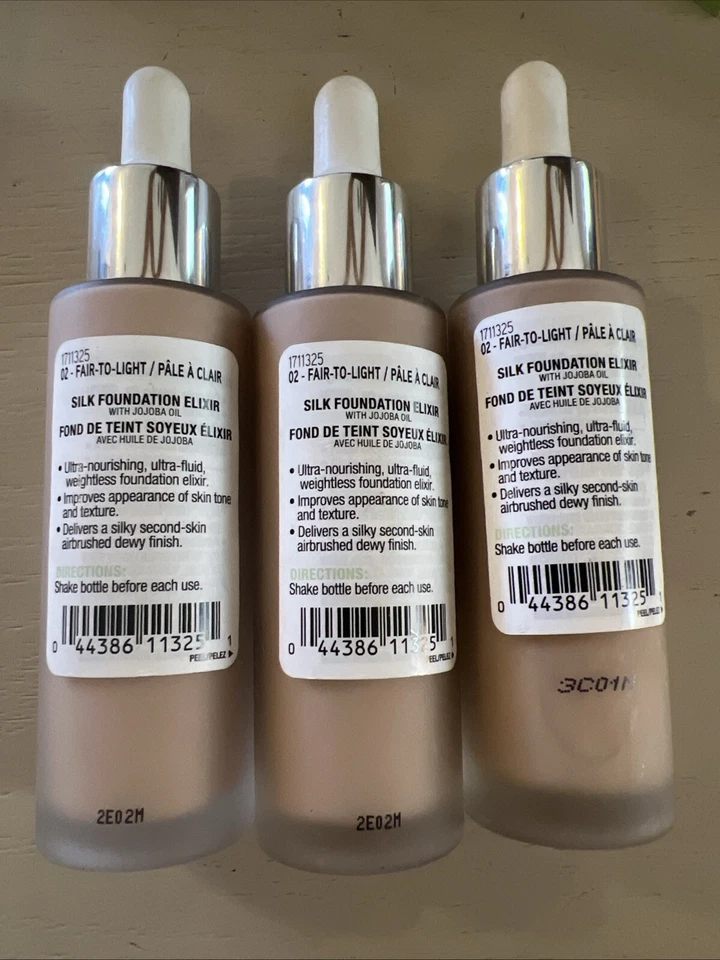 1711325
02 - FAIR-TO-LIGHT / PÂLE À CLAIR
SILK FOUNDATION ELIXIR
WITH JOJOBA OIL
FOND DE TEINT SOYEUX ÉLIXIR
AVEC HUILE DE JOJOBA
• Ultra-nourishing, ultra-fluid,
weightless foundation elixir.
• Improves appearance of skin tone
and texture.
• Delivers a silky second-skin
airbrushed dewy finish.
DIRECTIONS:
Shake bottle before each use.
0 44386 11325 1
PEEL/PELEZ
2E02M
1711325
02 - FAIR-TO-LIGHT / PÂLE À CLAIR
SILK FOUNDATION ELIXIR
WITH JOJOBA OIL
FOND DE TEINT SOYEUX ÉLIXIR
AVEC HUILE DE JOJOBA
• Ultra-nourishing, ultra-fluid,
weightless foundation elixir.
• Improves appearance of skin tone
and texture.
• Delivers a silky second-skin
airbrushed dewy finish.
DIRECTIONS:
Shake bottle before each use.
0 44386 11325 1
PEEL/PELEZ
2E02M
1711325
02 - FAIR-TO-LIGHT / PÂLE À CLAIR
SILK FOUNDATION ELIXIR
WITH JOJOBA OIL
FOND DE TEINT SOYEUX ÉLIXIR
AVEC HUILE DE JOJOBA
• Ultra-nourishing, ultra-fluid,
weightless foundation elixir.
• Improves appearance of skin tone
and texture.
• Delivers a silky second-skin
airbrushed dewy finish.
DIRECTIONS:
Shake bottle before each use.
0 44386 11325 1
PEEL/PELEZ
3C01M